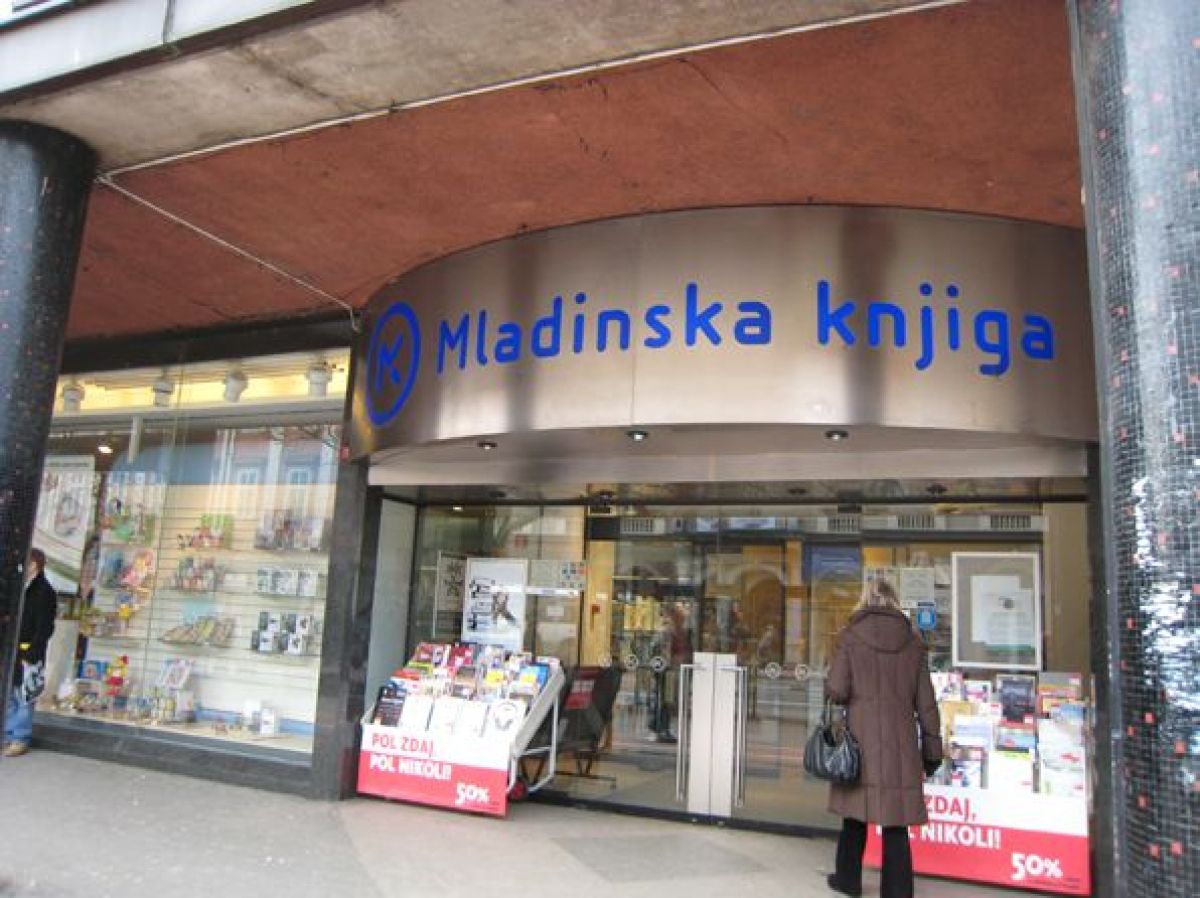 Mladinska knjiga
POL ZDAJ,
POL NIKOLI!
50%
ZDAJ,
NIKOLI!
50%